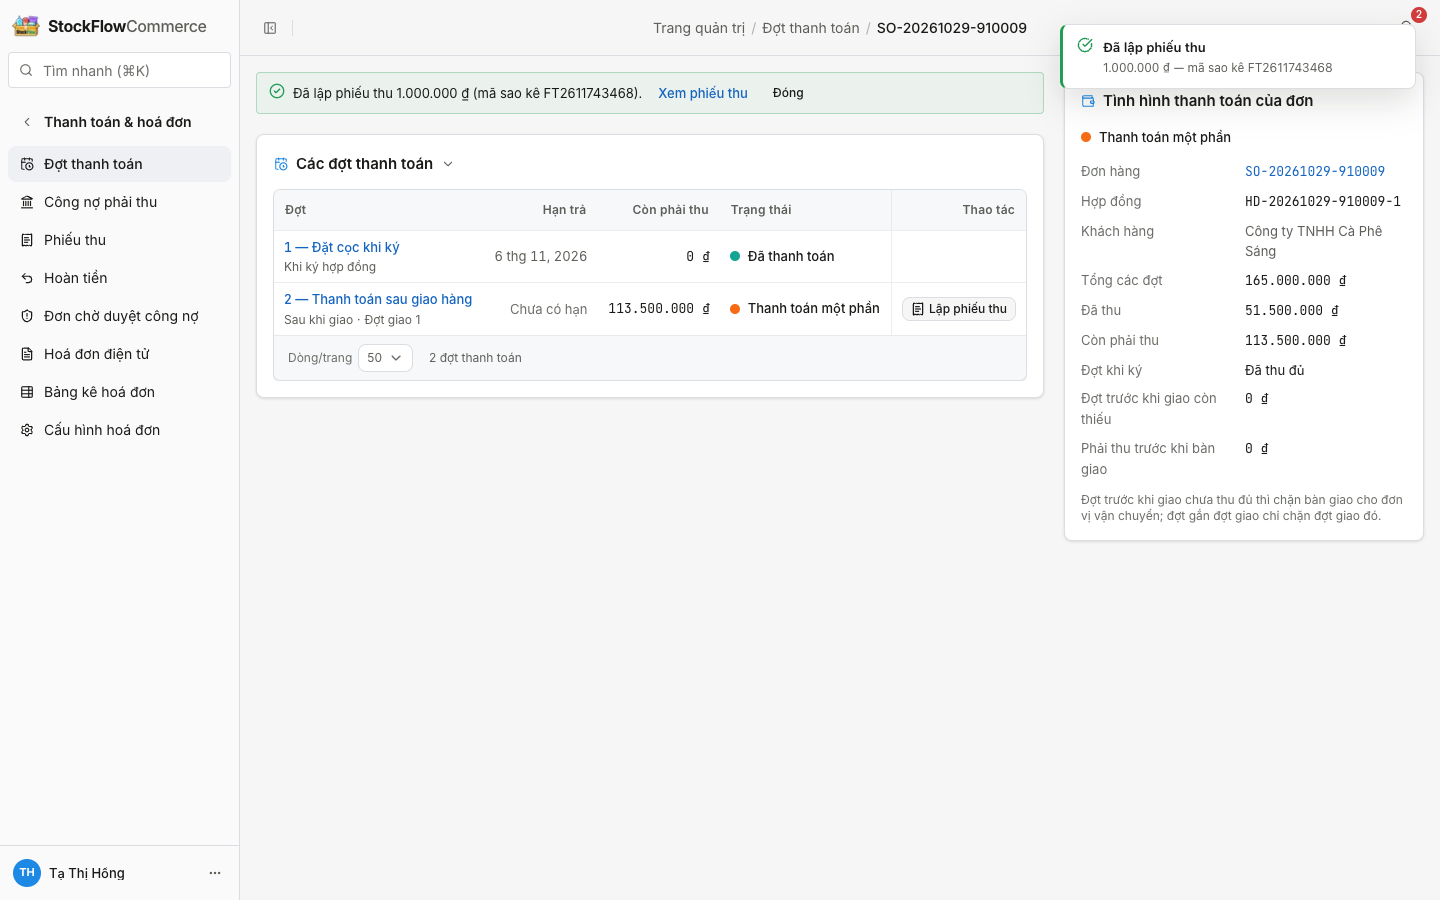 StockFlowCommerce
Tìm nhanh (⌘K)
Thanh toán & hoá đơn
Đợt thanh toán
Công nợ phải thu
Phiếu thu
Hoàn tiền
Đơn chờ duyệt công nợ
Hoá đơn điện tử
Bảng kê hoá đơn
Cấu hình hoá đơn
TH Tạ Thị Hồng
Trang quản trị / Đợt thanh toán / SO-20261029-910009
2
Đã lập phiếu thu
1.000.000 ₫ — mã sao kê FT2611743468
Đã lập phiếu thu 1.000.000 ₫ (mã sao kê FT2611743468). Xem phiếu thu Đóng
Các đợt thanh toán
Đợt Hạn trả Còn phải thu Trạng thái Thao tác
1 — Đặt cọc khi ký 6 thg 11, 2026 0 ₫ Đã thanh toán
Khi ký hợp đồng
2 — Thanh toán sau giao hàng Chưa có hạn 113.500.000 ₫ Thanh toán một phần Lập phiếu thu
Sau khi giao · Đợt giao 1
Dòng/trang 50 2 đợt thanh toán
Tình hình thanh toán của đơn
Thanh toán một phần
Đơn hàng SO-20261029-910009
Hợp đồng HD-20261029-910009-1
Khách hàng Công ty TNHH Cà Phê
Sáng
Tổng các đợt 165.000.000 ₫
Đã thu 51.500.000 ₫
Còn phải thu 113.500.000 ₫
Đợt khi ký Đã thu đủ
Đợt trước khi giao còn 0 ₫
thiếu
Phải thu trước khi bàn 0 ₫
giao
Đợt trước khi giao chưa thu đủ thì chặn bàn giao cho đơn
vị vận chuyển; đợt gắn đợt giao chỉ chặn đợt giao đó.